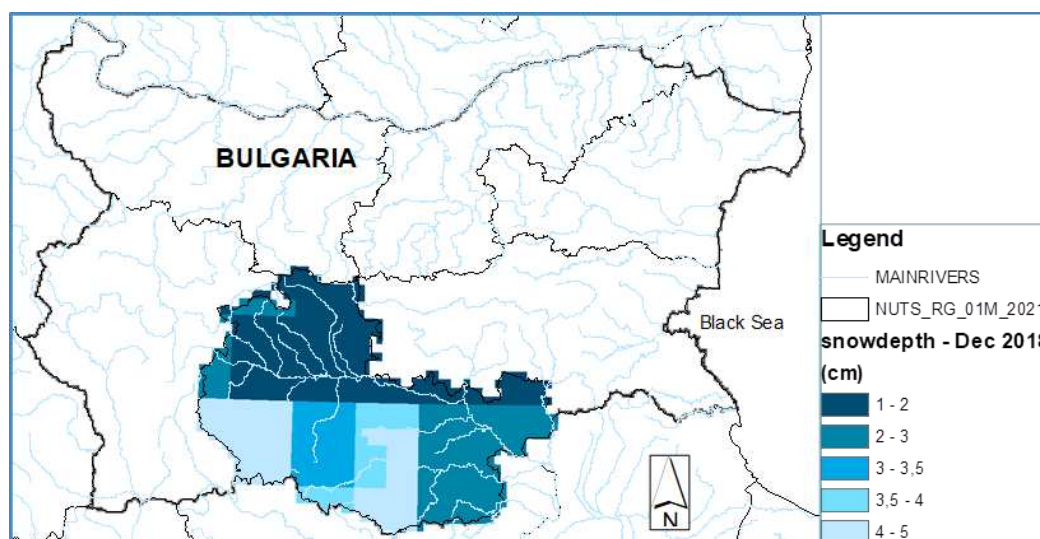 BULGARIA
Black Sea
N
Legend
MAINRIVERS
NUTS_RG_01M_2021
snowdepth - Dec 2018
(cm)
1 - 2
2 - 3
3 - 3,5
3,5 - 4
4 - 5